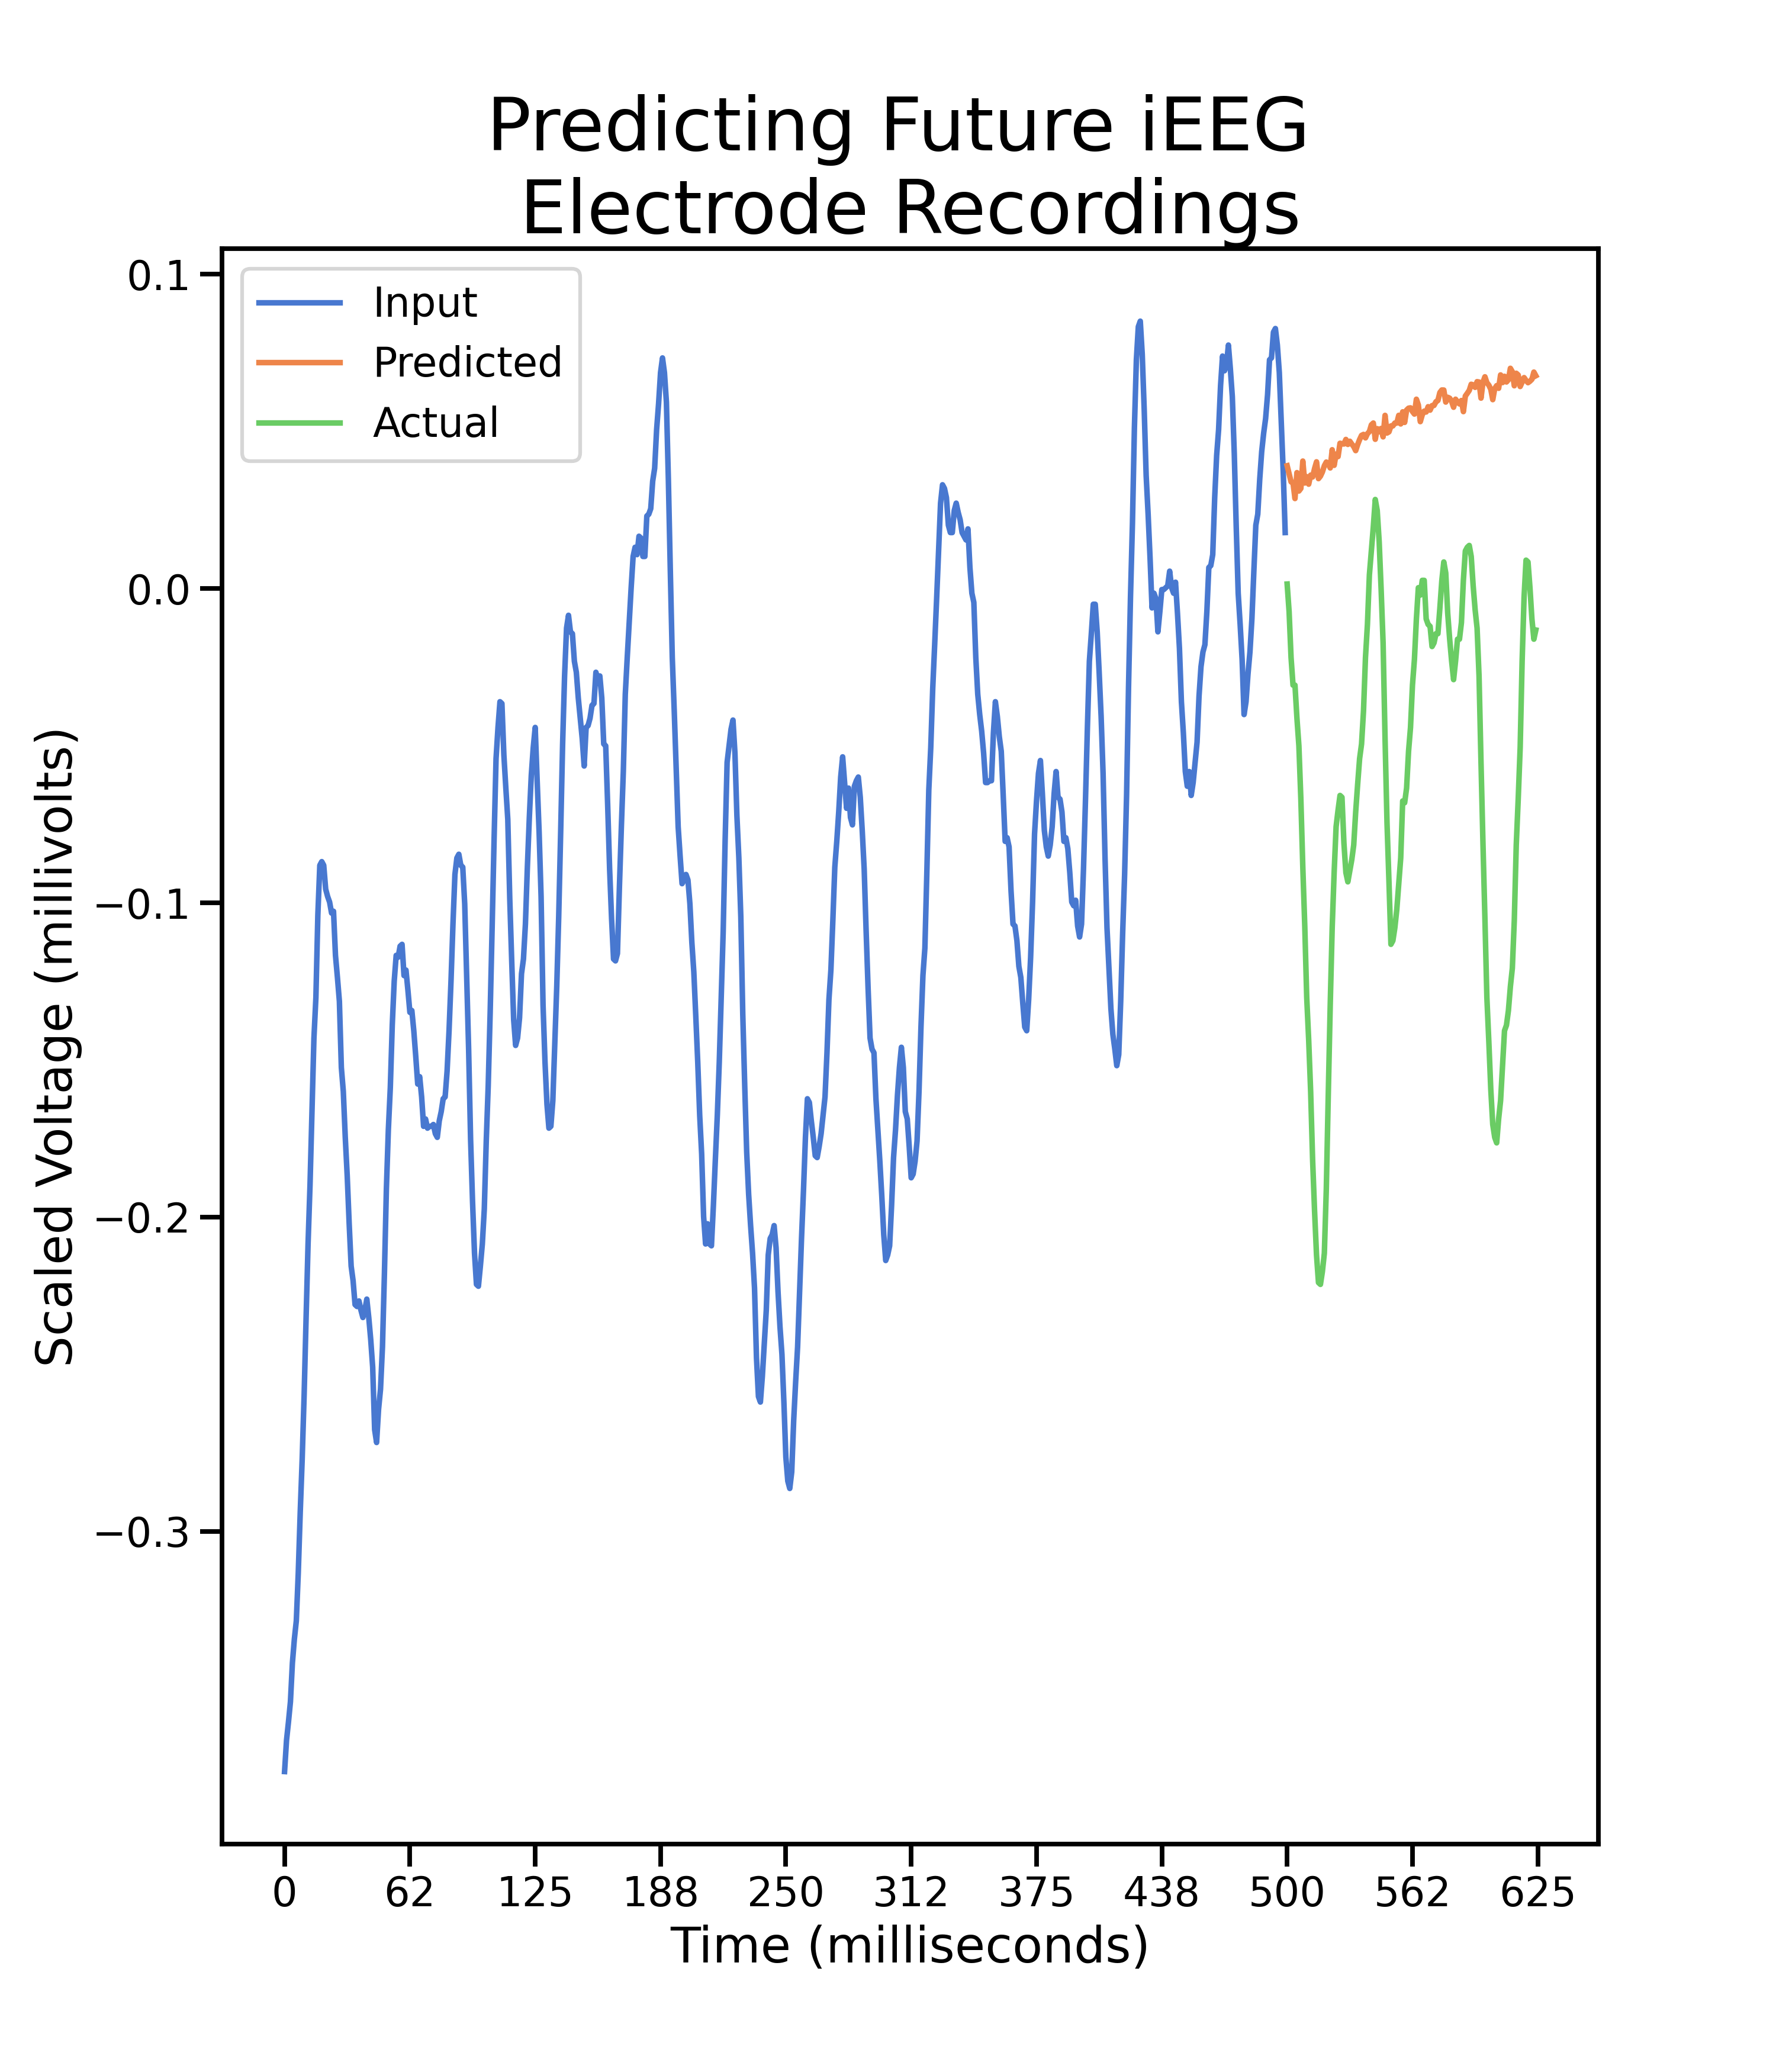 Predicting Future iEEG
Electrode Recordings
Input
Predicted
Actual
Scaled Voltage (millivolts)
0.1
0.0
−0.1
−0.2
−0.3
0 62 125 188 250 312 375 438 500 562 625
Time (milliseconds)